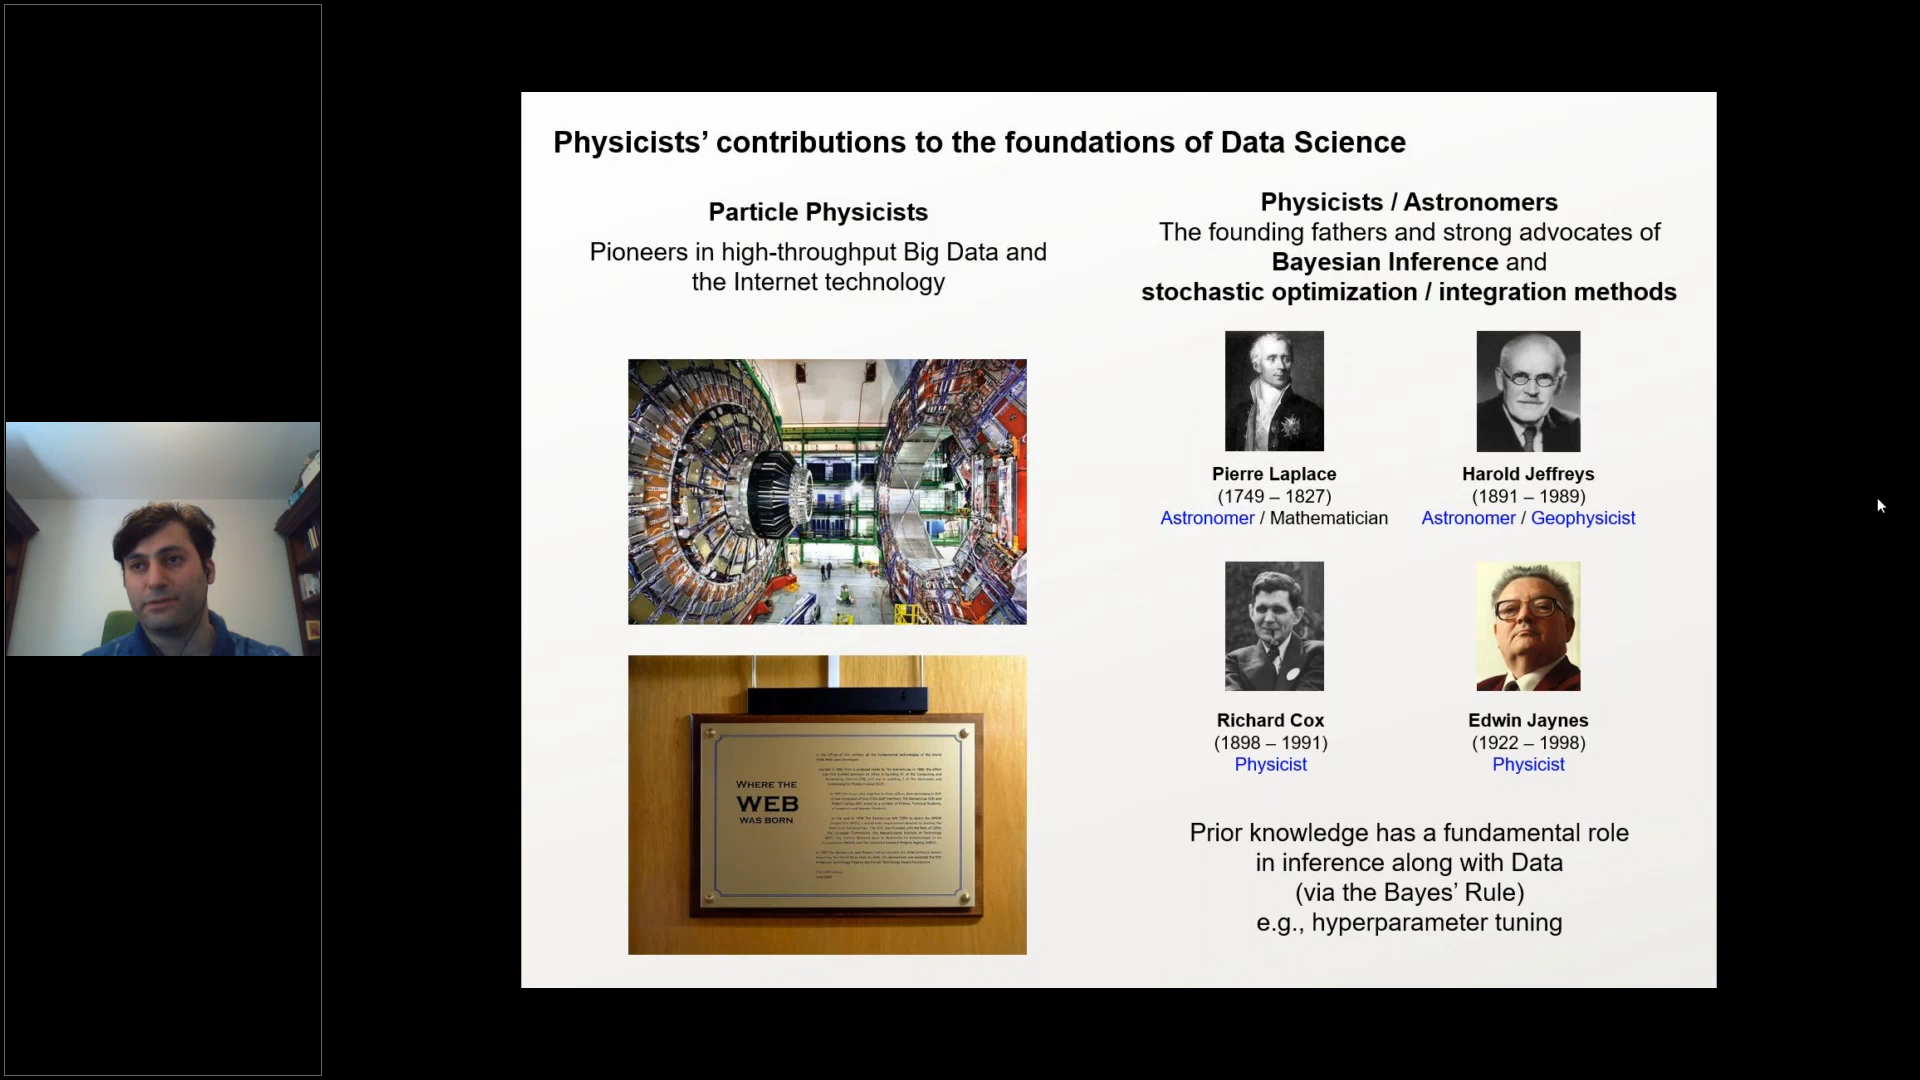 Physicists’ contributions to the foundations of Data Science
Particle Physicists
Pioneers in high-throughput Big Data and
the Internet technology
WHERE THE
WEB
WAS BORN
Physicists / Astronomers
The founding fathers and strong advocates of
Bayesian Inference and
stochastic optimization / integration methods
Pierre Laplace
(1749 – 1827)
Astronomer / Mathematician
Harold Jeffreys
(1891 – 1989)
Astronomer / Geophysicist
Richard Cox
(1898 – 1991)
Physicist
Edwin Jaynes
(1922 – 1998)
Physicist
Prior knowledge has a fundamental role
in inference along with Data
(via the Bayes’ Rule)
e.g., hyperparameter tuning